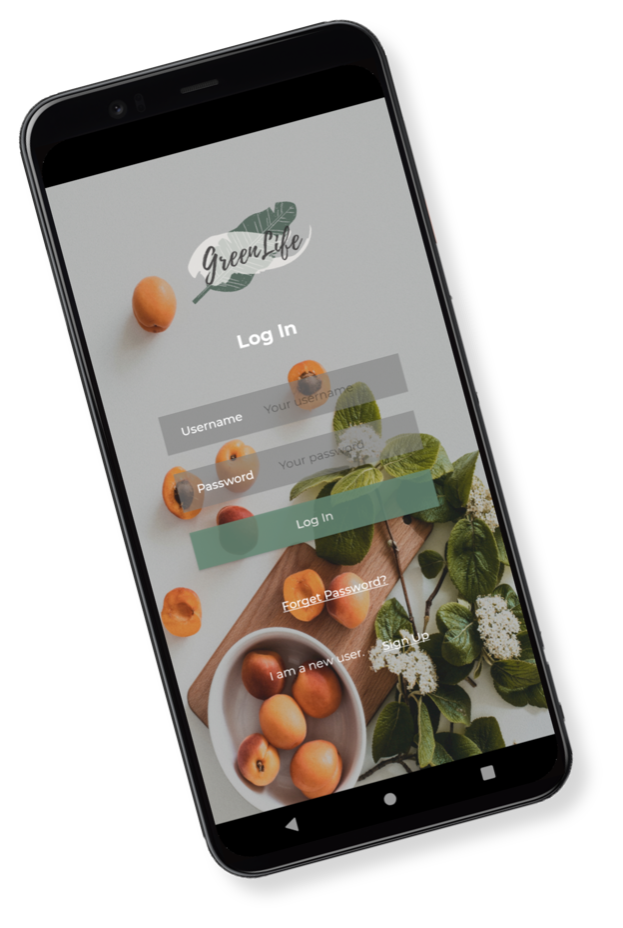 GreenLife
Log In
Username Your username
Password Your password
Log In
Forget Password?
I am a new user. Sign Up